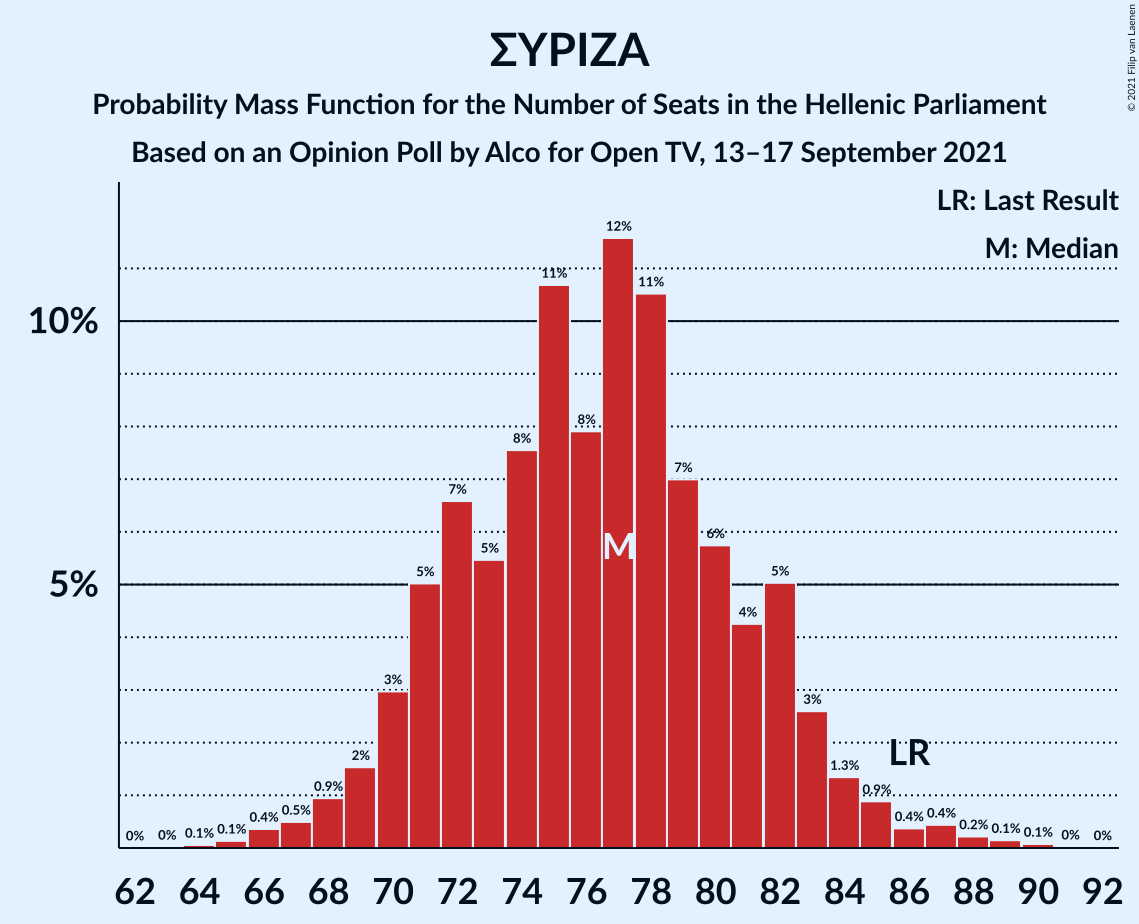 ΣΥΡΙΖΑ
Probability Mass Function for the Number of Seats in the Hellenic Parliament
Based on an Opinion Poll by Alco for Open TV, 13–17 September 2021
© 2021 Filip van Laenen
LR: Last Result
M: Median
10%
5%
0% 0% 0.1% 0.1% 0.4% 0.5% 0.9% 2% 3% 5% 7% 5% 8% 11% 8% 12% 11% 7% 6% 4% 5% 3% 1.3% 0.9% 0.4% 0.4% 0.2% 0.1% 0.1% 0% 0%
M
LR
62 64 66 68 70 72 74 76 78 80 82 84 86 88 90 92